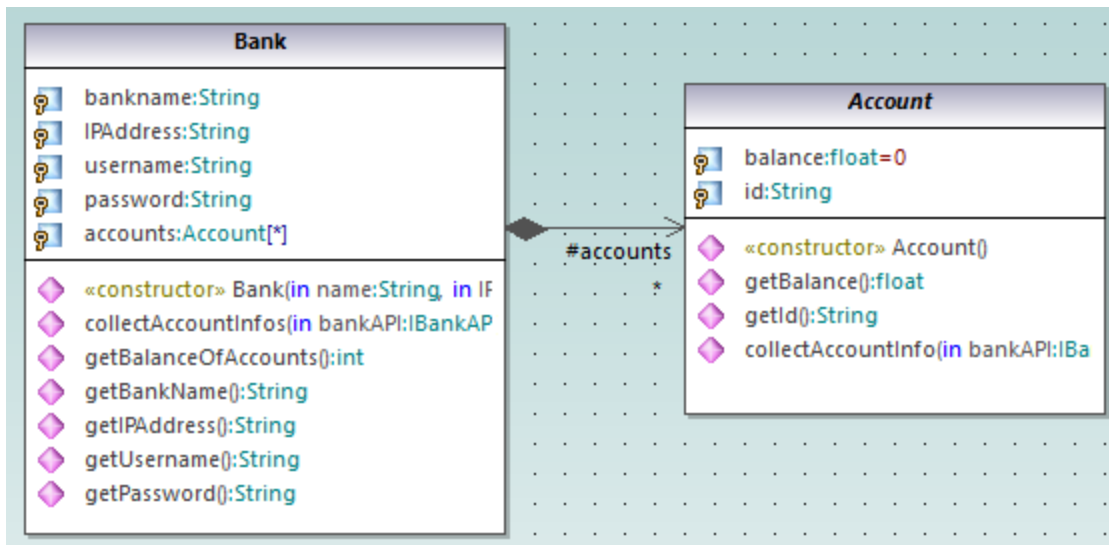 Bank
bankname:String
IPAddress:String
username:String
password:String
accounts:Account[*]
«constructor» Bank(in name:String, in IF
collectAccountInfos(in bankAPI:IBankAP
getBalanceOfAccounts():int
getBankName():String
getIPAddress():String
getUsername():String
getPassword():String
#accounts
*
Account
balance:float=0
id:String
«constructor» Account()
getBalance():float
getId():String
collectAccountInfo(in bankAPI:IBa